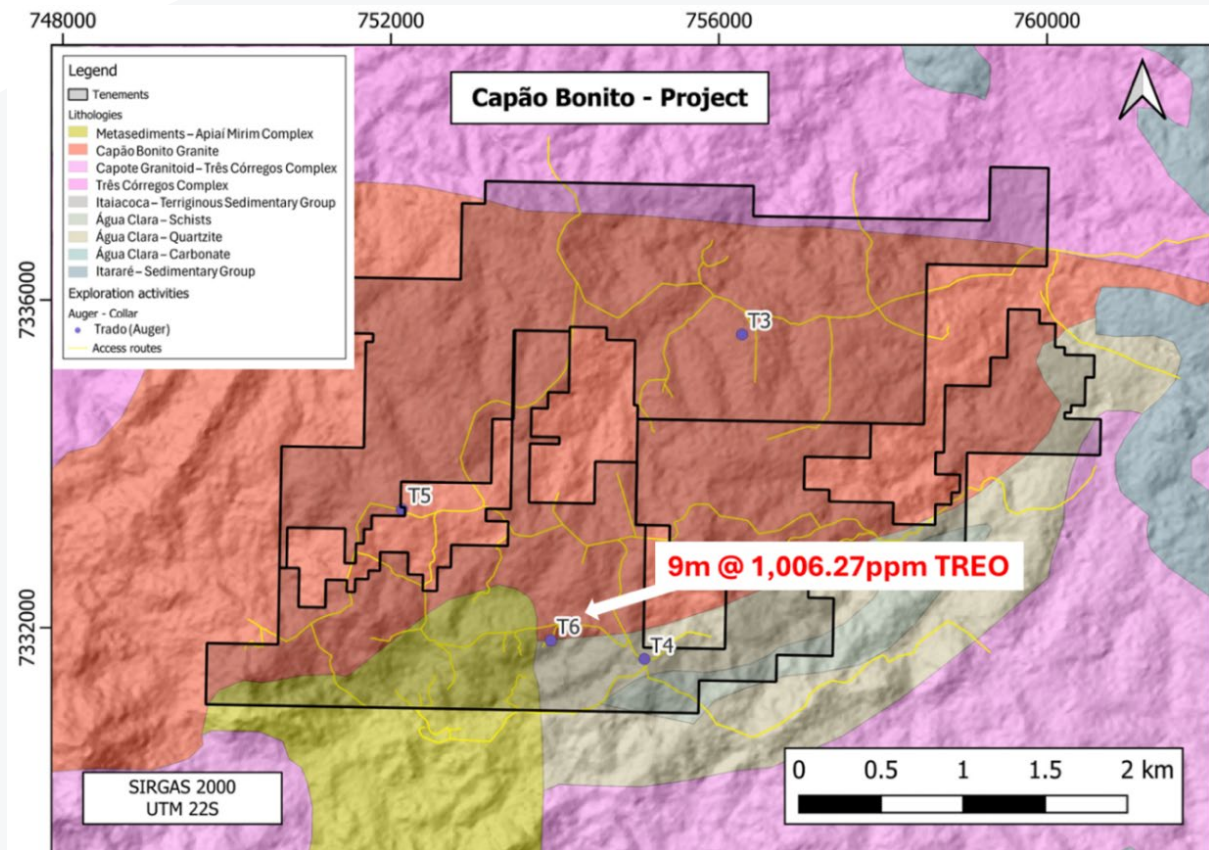 748000
752000
756000
760000
Legend
Tenements
Lithologies
Metasediments – Apiaí Mirim Complex
Capão Bonito Granite
Capote Granitoid – Três Córregos Complex
Três Córregos Complex
Itaiacoca – Terriginous Sedimentary Group
Água Clara – Schists
Água Clara – Quartzite
Água Clara – Carbonate
Itararé – Sedimentary Group
Exploration activities
Auger - Collar
Trado (Auger)
Access routes
Capão Bonito - Project
7336000
T3
T5
9m @ 1,006.27ppm TREO
7332000
T6
T4
SIRGAS 2000
UTM 22S
0 0.5 1 1.5 2 km